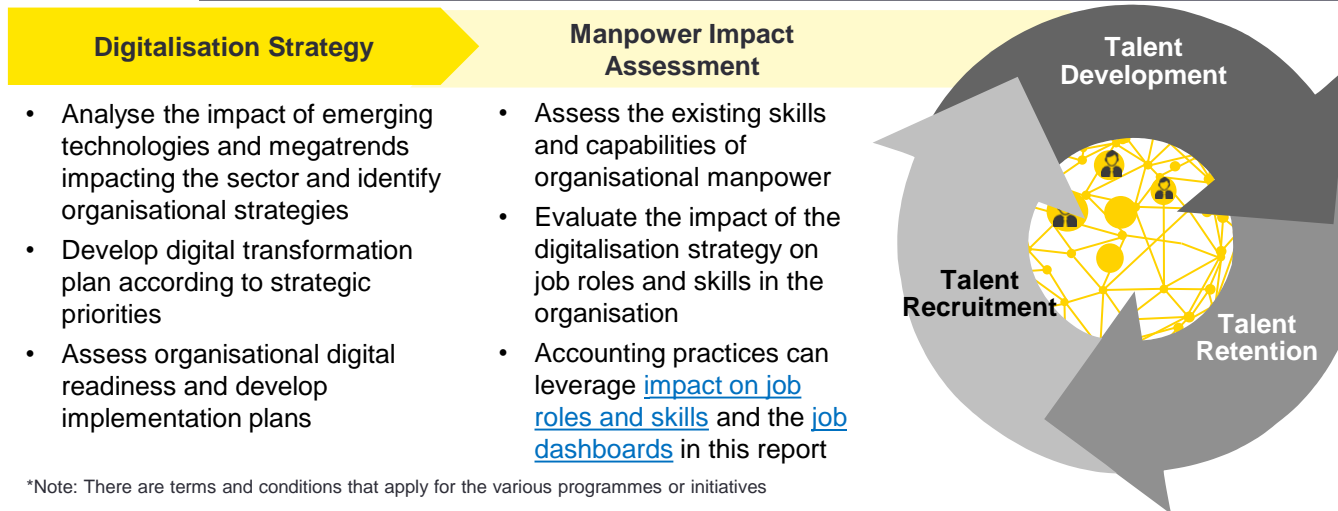 Digitalisation Strategy
• Analyse the impact of emerging
technologies and megatrends
impacting the sector and identify
organisational strategies
• Develop digital transformation
plan according to strategic
priorities
• Assess organisational digital
readiness and develop
implementation plans
Manpower Impact
Assessment
• Assess the existing skills
and capabilities of
organisational manpower
• Evaluate the impact of the
digitalisation strategy on
job roles and skills in the
organisation
• Accounting practices can
leverage impact on job
roles and skills and the job
dashboards in this report
Talent
Development
Talent
Recruitment
Talent
Retention
*Note: There are terms and conditions that apply for the various programmes or initiatives